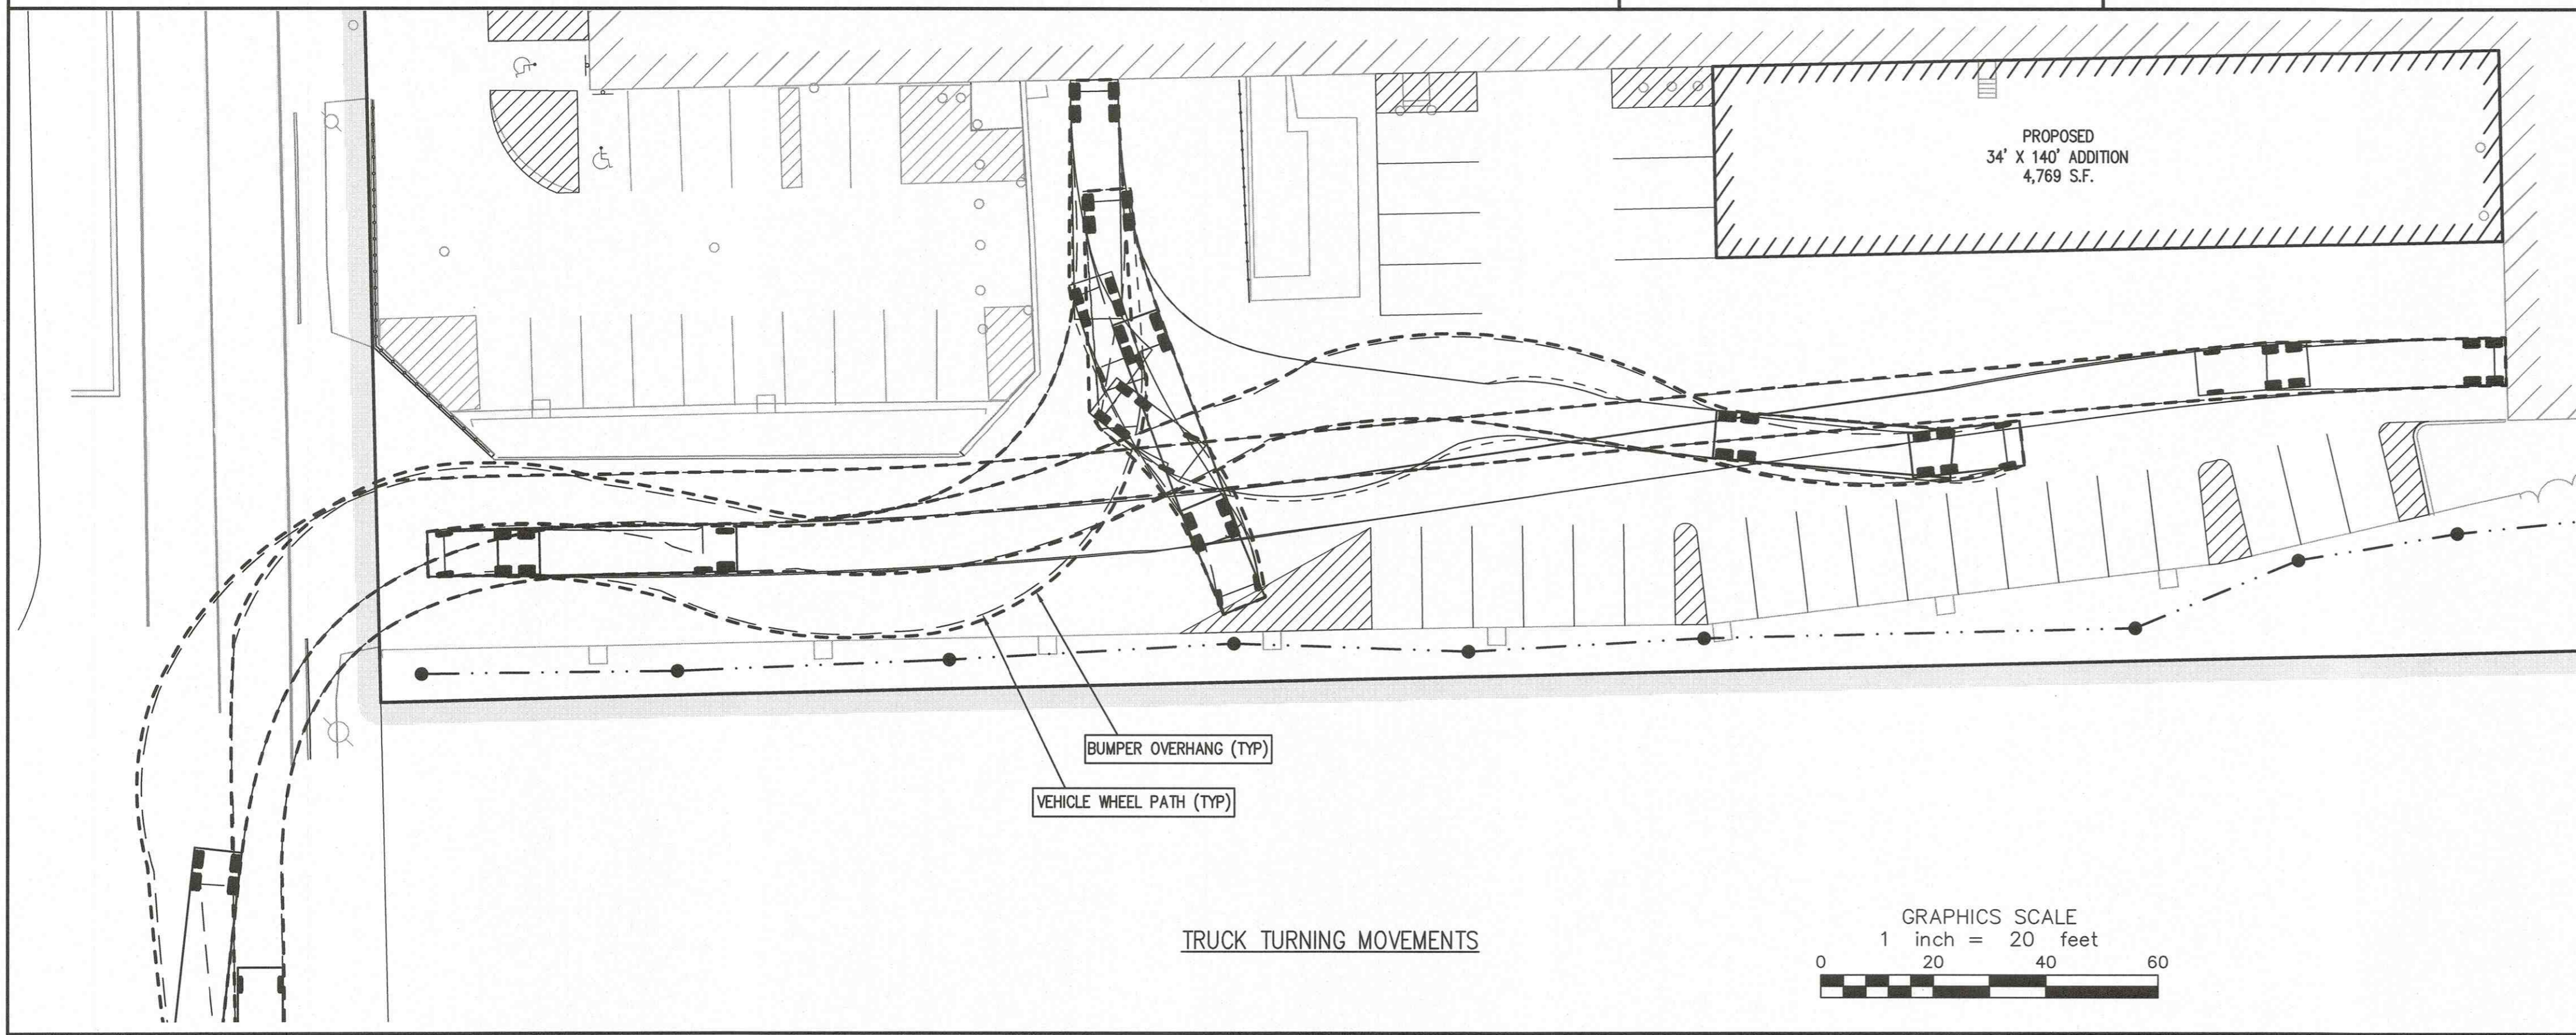 PROPOSED
34' X 140' ADDITION
4,769 S.F.
BUMPER OVERHANG (TYP)
VEHICLE WHEEL PATH (TYP)
TRUCK TURNING MOVEMENTS
GRAPHICS SCALE
1 inch = 20 feet
0 20 40 60